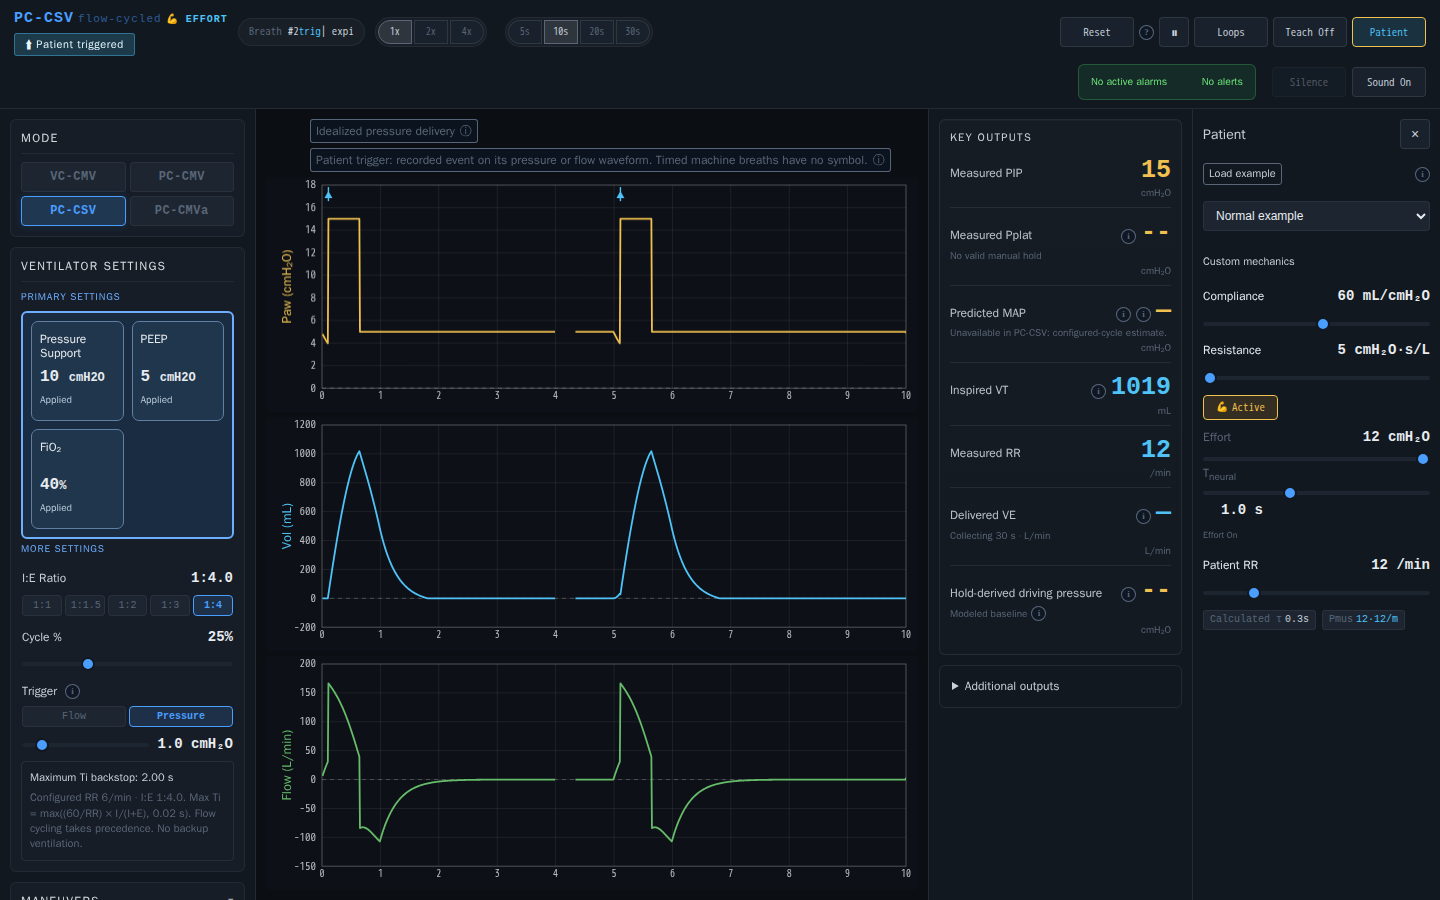 PC-CSV flow-cycled 💪 EFFORT
⬆ Patient triggered
Breath #2 trig| expi
1x 2x 4x
5s 10s 20s 30s
Reset ? ⏸ Loops Teach Off Patient
No active alarms No alerts
Silence Sound On
MODE
VC-CMV PC-CMV
PC-CSV PC-CMVa
VENTILATOR SETTINGS
PRIMARY SETTINGS
Pressure Support
10 cmH2O
Applied
PEEP
5 cmH2O
Applied
FiO₂
40%
Applied
MORE SETTINGS
I:E Ratio 1:4.0
1:1 1:1.5 1:2 1:3 1:4
Cycle % 25%
Trigger ⓘ
Flow Pressure
1.0 cmH₂O
Maximum Ti backstop: 2.00 s
Configured RR 6/min · I:E 1:4.0. Max Ti
= max((60/RR) × I/(I+E), 0.02 s). Flow
cycling takes precedence. No backup
ventilation.
MANEUVERS
Idealized pressure delivery ⓘ
Patient trigger: recorded event on its pressure or flow waveform. Timed machine breaths have no symbol. ⓘ
Paw (cmH₂O)
18
16
14
12
10
8
6
4
2
0
0 1 2 3 4 5 6 7 8 9 10
Vol (mL)
1200
1000
800
600
400
200
0
-200
0 1 2 3 4 5 6 7 8 9 10
Flow (L/min)
200
150
100
50
0
-50
-100
-150
0 1 2 3 4 5 6 7 8 9 10
KEY OUTPUTS
Measured PIP 15
cmH₂O
Measured Pplat ⓘ --
No valid manual hold
cmH₂O
Predicted MAP ⓘ ⓘ —
Unavailable in PC-CSV: configured-cycle estimate.
cmH₂O
Inspired VT ⓘ 1019
mL
Measured RR 12
/min
Delivered VE ⓘ —
Collecting 30 s · L/min
L/min
Hold-derived driving pressure ⓘ --
Modeled baseline ⓘ
cmH₂O
▶ Additional outputs
Patient ×
Load example ⓘ
Normal example
Custom mechanics
Compliance 60 mL/cmH₂O
Resistance 5 cmH₂O·s/L
💪 Active
Effort 12 cmH₂O
Tneural
1.0 s
Effort On
Patient RR 12 /min
Calculated τ 0.3s Pmus 12·12/m